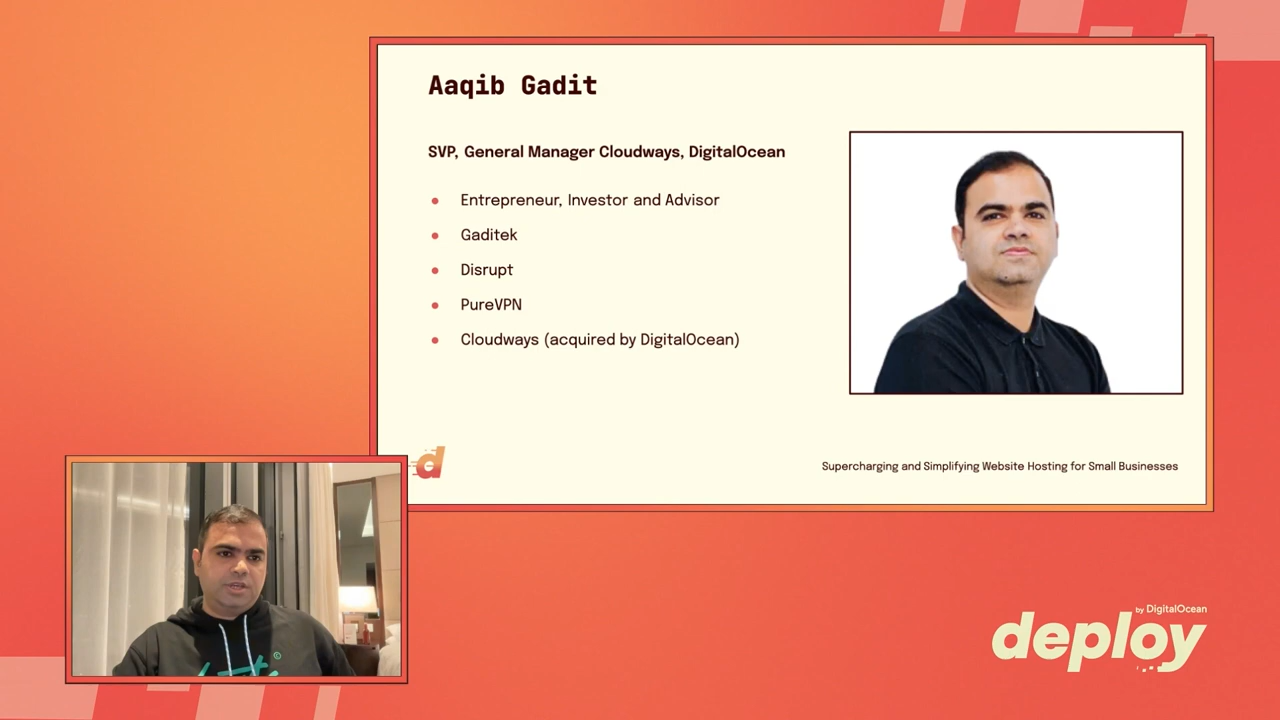 Aaqib Gadit
SVP, General Manager Cloudways, DigitalOcean
Entrepreneur, Investor and Advisor
Gaditek
Disrupt
PureVPN
Cloudways (acquired by DigitalOcean)
d
Supercharging and Simplifying Website Hosting for Small Businesses
by DigitalOcean
deploy